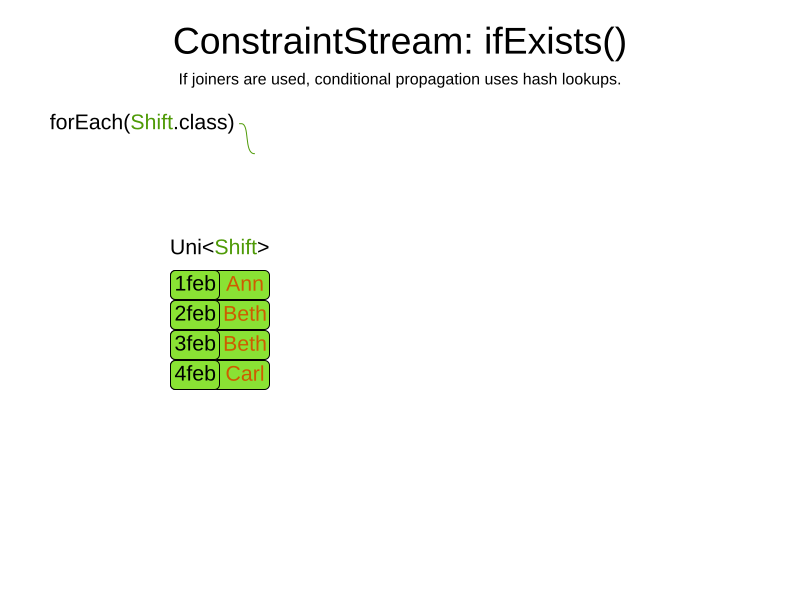 ConstraintStream: ifExists()
If joiners are used, conditional propagation uses hash lookups.
forEach(Shift.class)
Uni<Shift>
1feb Ann
2feb Beth
3feb Beth
4feb Carl